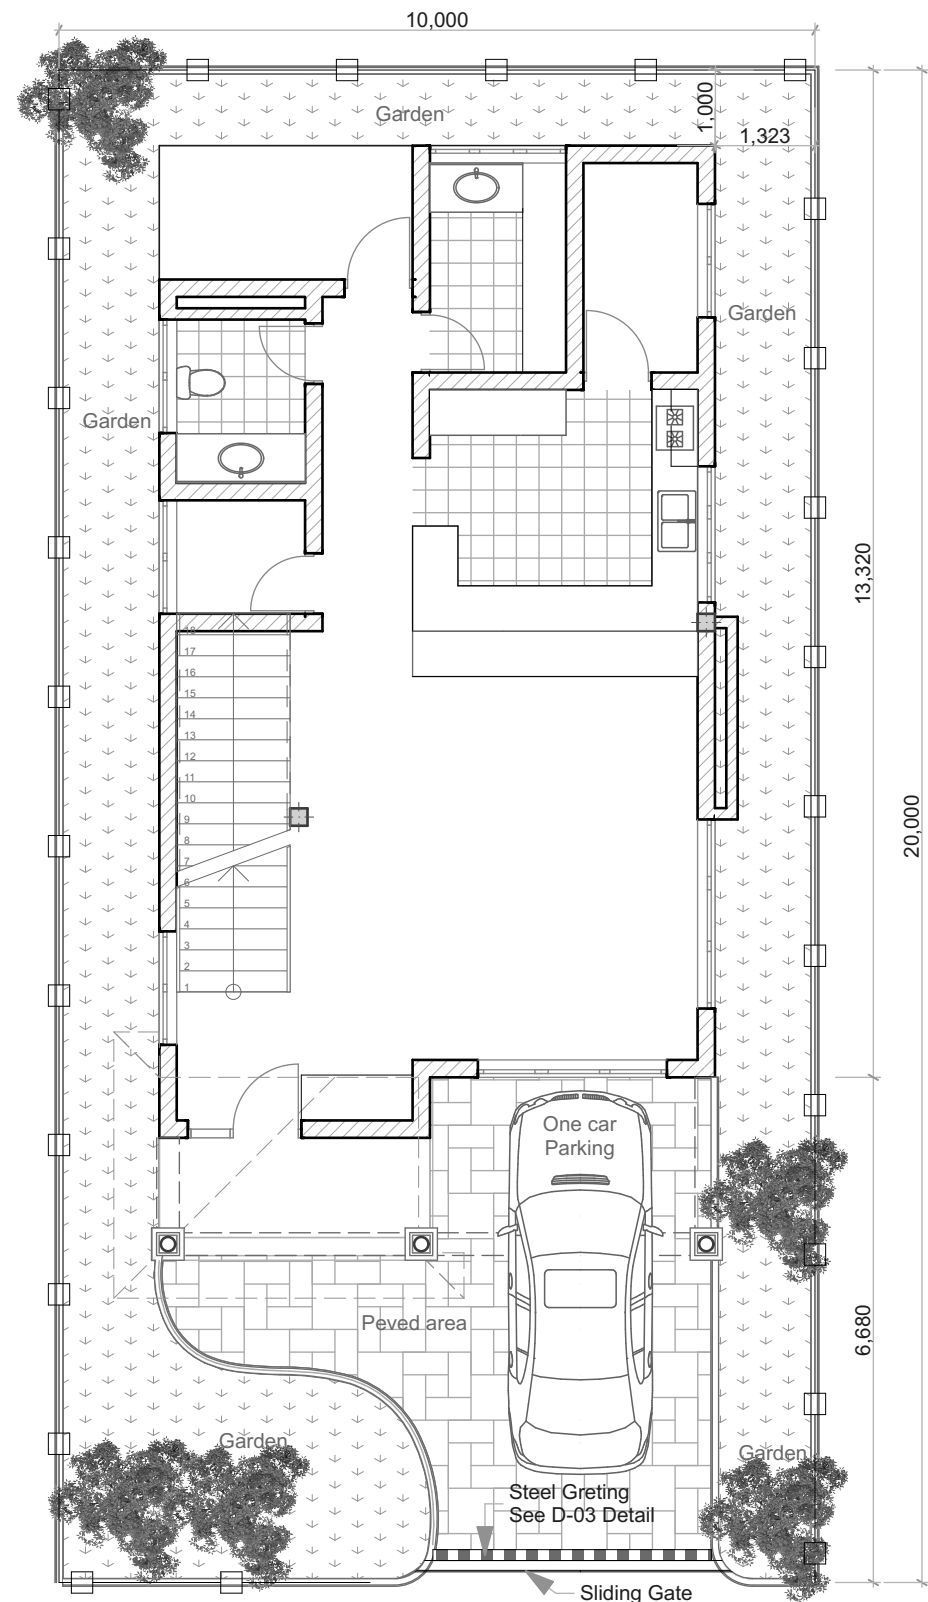 10,000
Garden
1,000
1,323
Garden
Garden
13,320
18
17
16
15
14
13
12
11
10
9
8
7
6
5
4
3
2
1
20,000
One car
Parking
Peved area
6,680
Garden
Garden
Steel Greting
See D-03 Detail
Sliding Gate